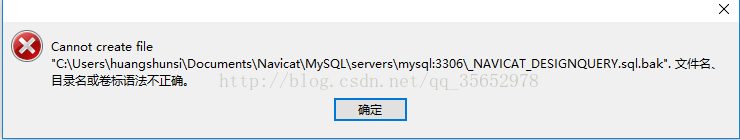 Cannot create file
"C:\Users\huangshunsi\Documents\Navicat\MySQL\servers\mysql:3306\_NAVICAT_DESIGNQUERY.sql.bak". 文件名、
目录名或卷标语法不正确。
http://blog.csdn.net/qq_35652978
确定